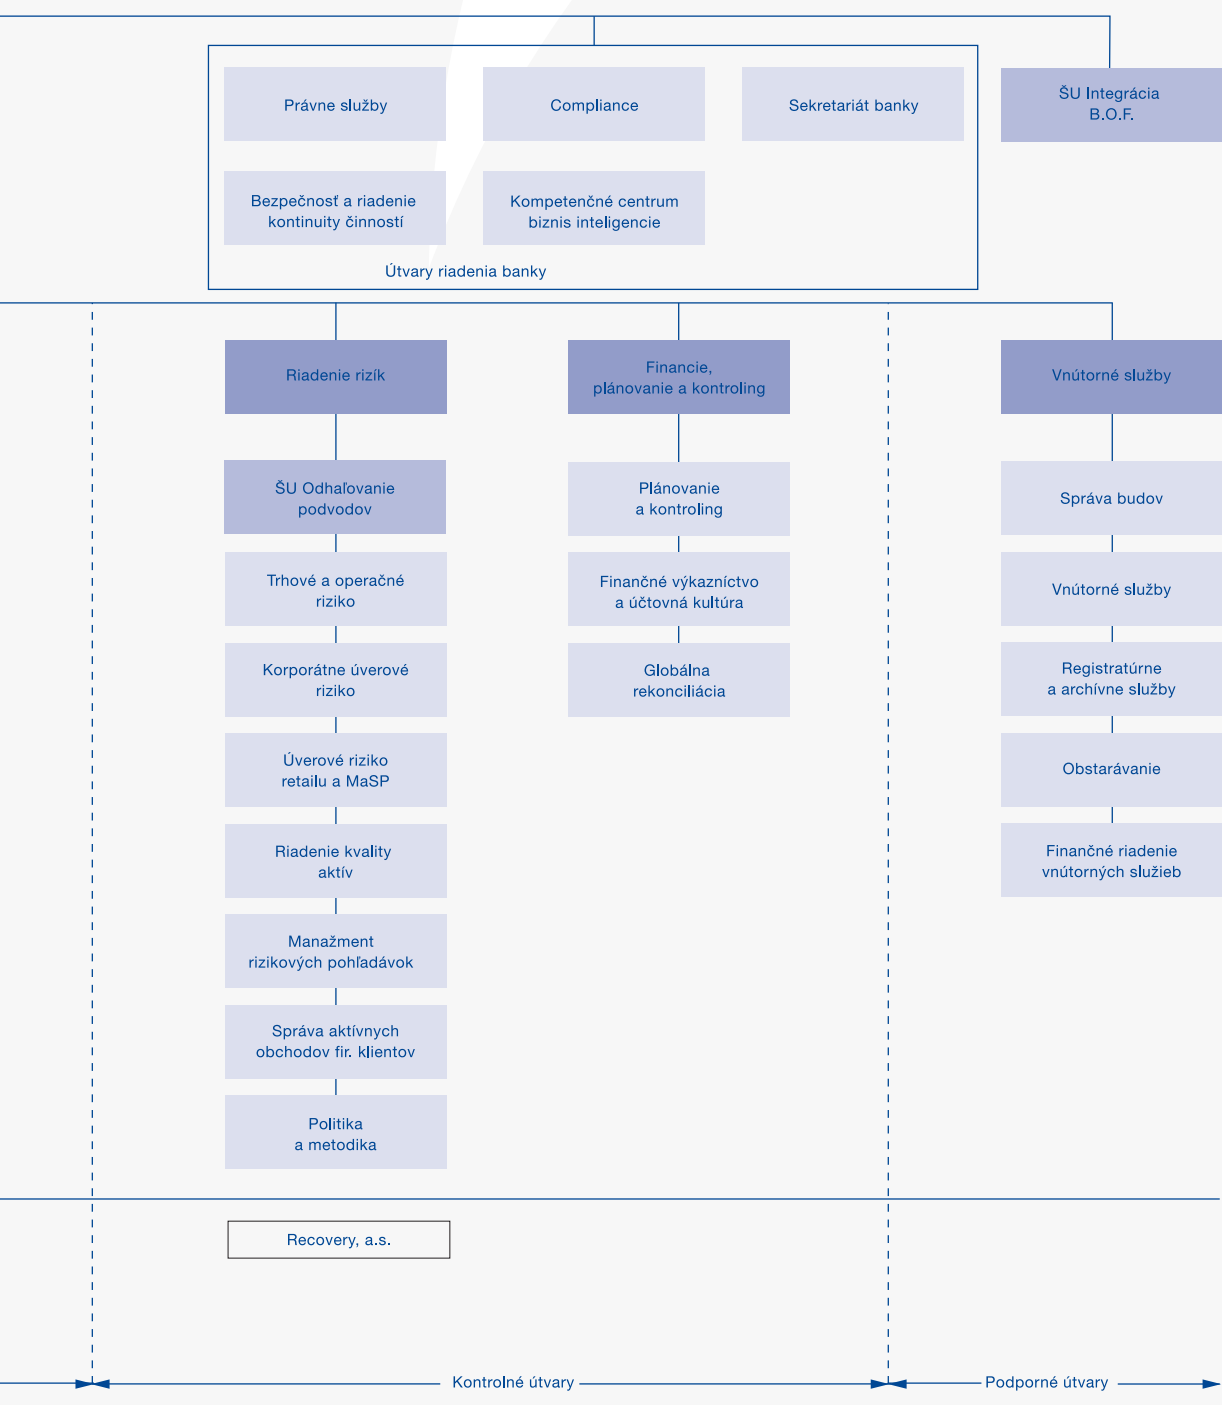 Právne služby
Compliance
Sekretariát banky
ŠU Integrácia
B.O.F.
Bezpečnosť a riadenie
kontinuity činností
Kompetenčné centrum
biznis inteligencie
Útvary riadenia banky
Riadenie rizík
Financie,
plánovanie a kontroling
Vnútorné služby
ŠU Odhaľovanie
podvodov
Trhové a operačné
riziko
Korporátne úverové
riziko
Úverové riziko
retailu a MaSP
Riadenie kvality
aktív
Manažment
rizikových pohľadávok
Správa aktívnych
obchodov fir. klientov
Politika
a metodika
Plánovanie
a kontroling
Finančné výkazníctvo
a účtovná kultúra
Globálna
rekonciliácia
Správa budov
Vnútorné služby
Registratúrne
a archívne služby
Obstarávanie
Finančné riadenie
vnútorných služieb
Recovery, a.s.
Kontrolné útvary
Podporné útvary